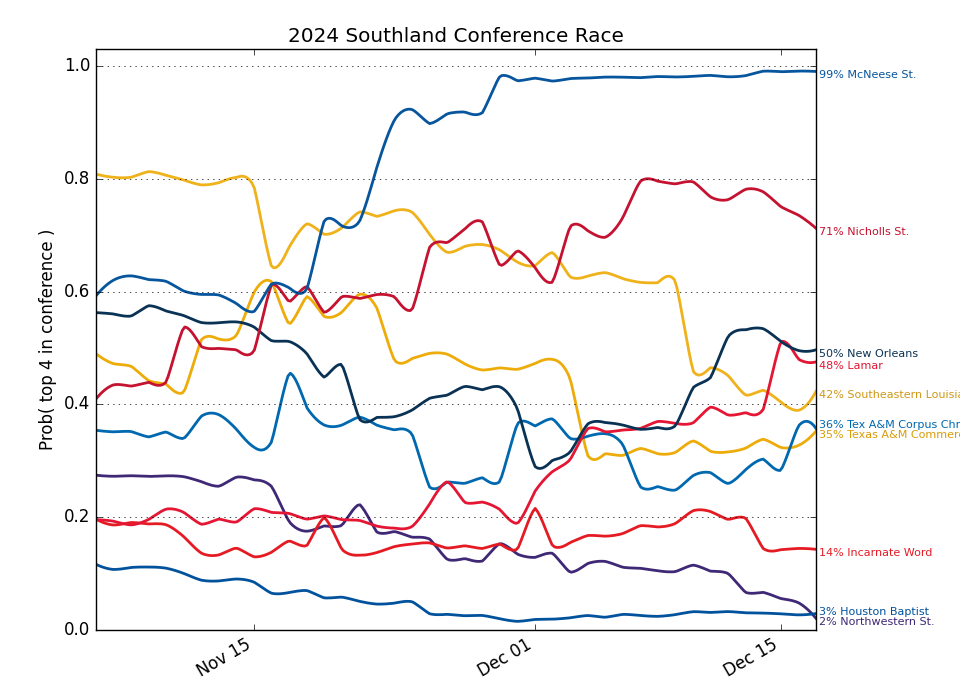 2024 Southland Conference Race
Prob( top 4 in conference )
1.0
0.8
0.6
0.4
0.2
0.0
Nov 15
Dec 01
Dec 15
99% McNeese St.
71% Nicholls St.
50% New Orleans
48% Lamar
42% Southeastern Louisia
36% Tex A&M Corpus Chr
35% Texas A&M Commerc
14% Incarnate Word
3% Houston Baptist
2% Northwestern St.